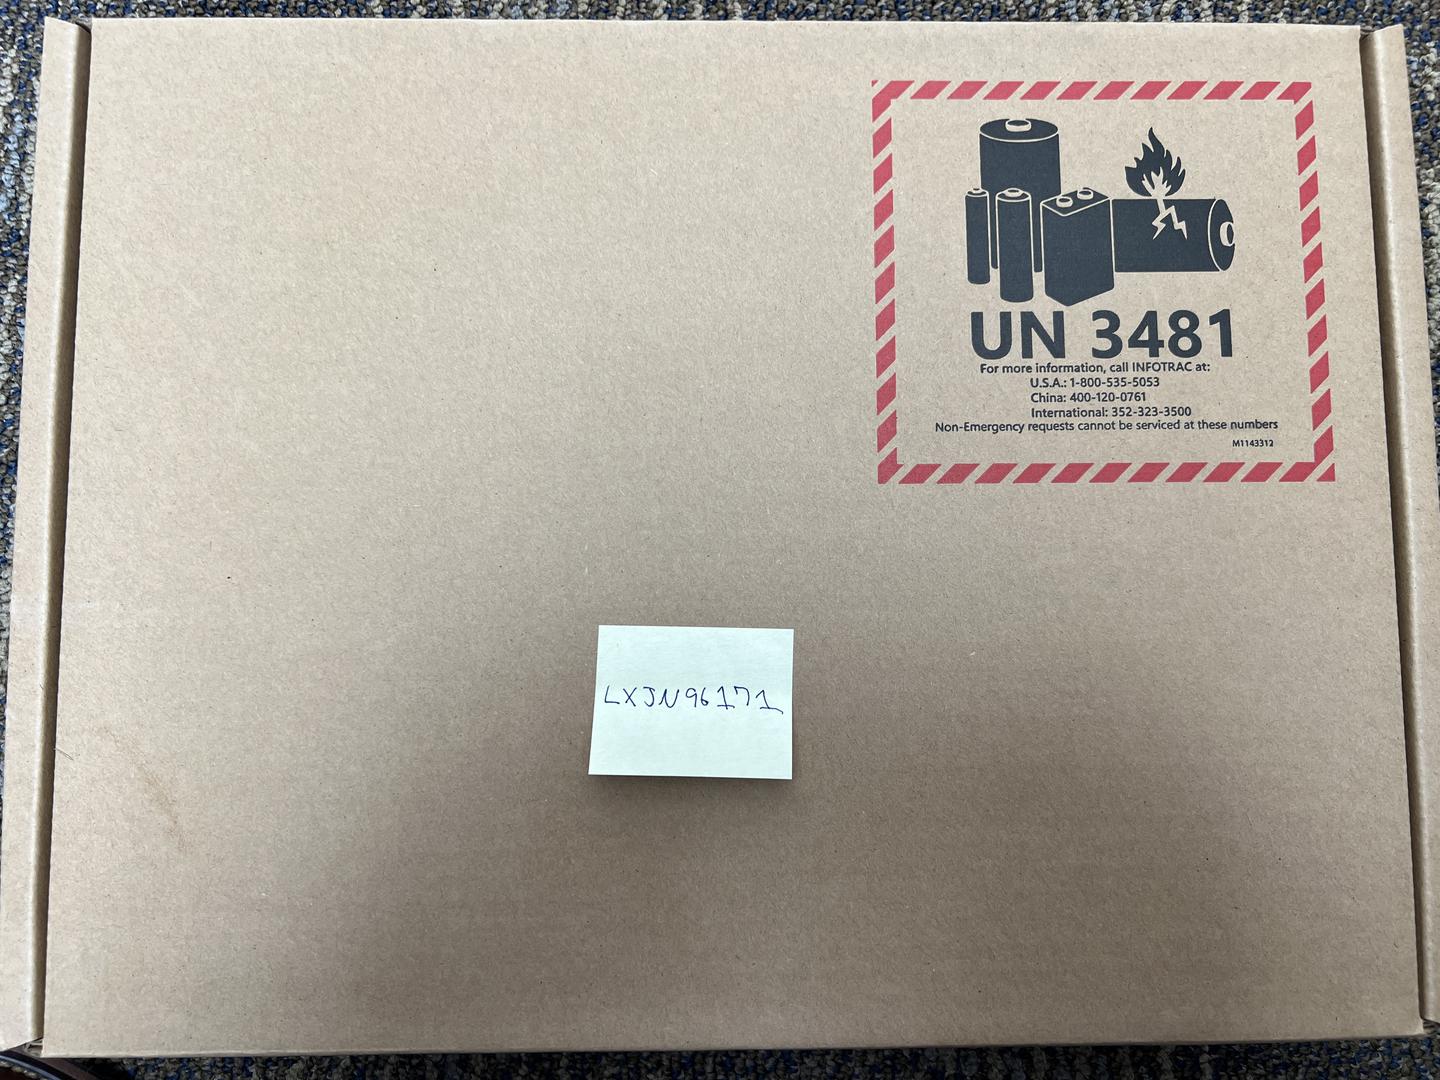 UN 3481
For more information, call INFOTRAC at:
U.S.A.: 1-800-535-5053
China: 400-120-0761
International: 352-323-3500
Non-Emergency requests cannot be serviced at these numbers
M1143312
LXJN96171